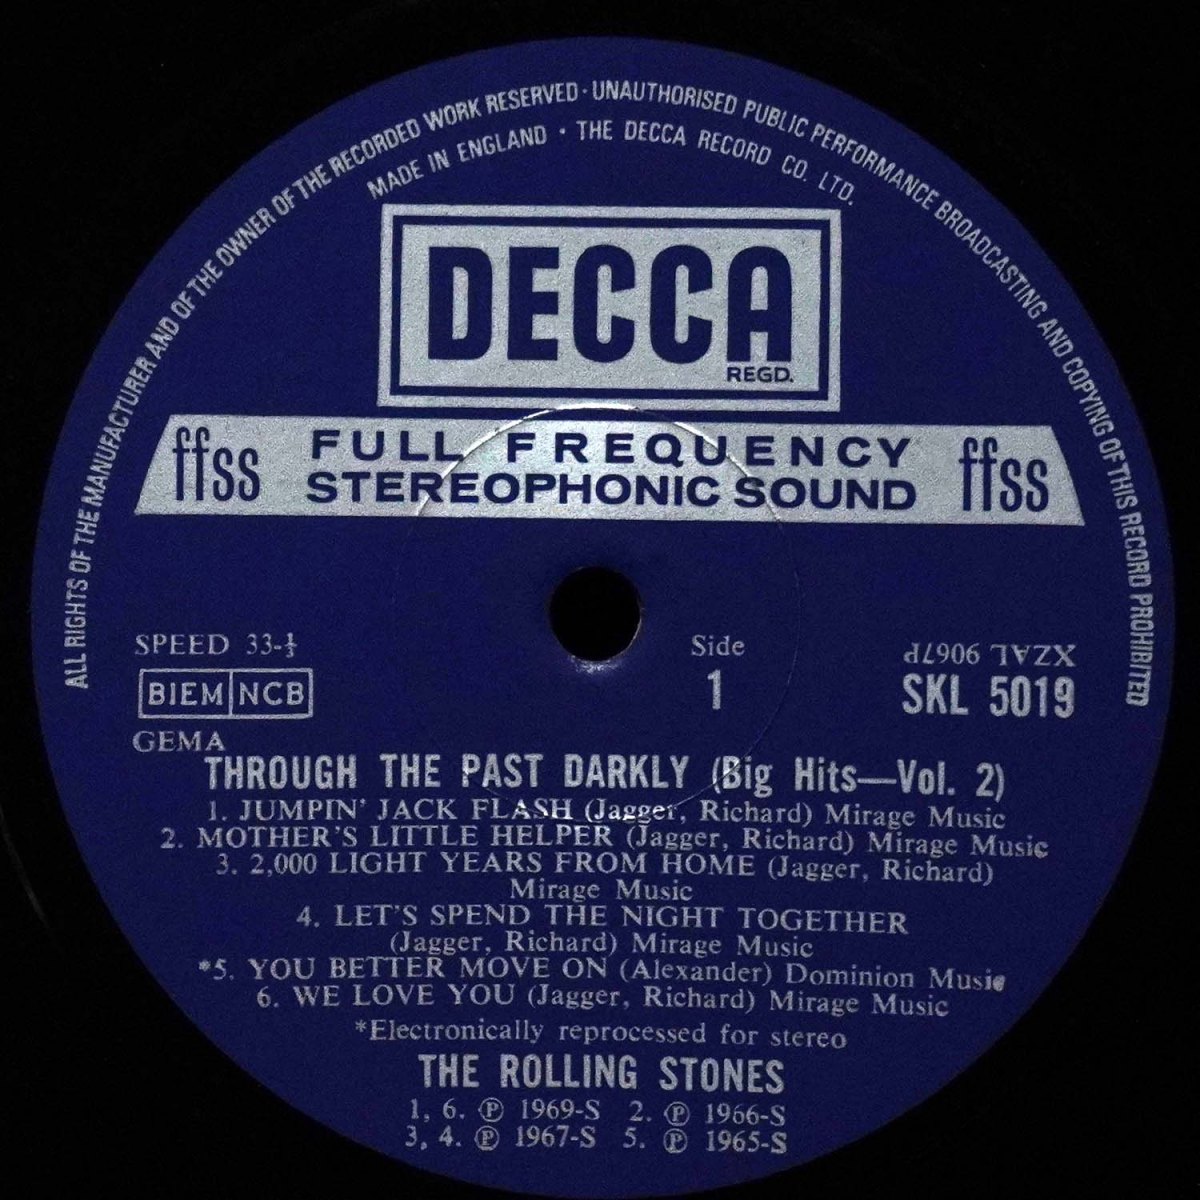 ALL RIGHTS OF THE MANUFACTURER AND OF THE OWNER OF THE RECORDED WORK RESERVED · UNAUTHORISED PUBLIC PERFORMANCE BROADCASTING AND COPYING OF THIS RECORD PROHIBITED
MADE IN ENGLAND · THE DECCA RECORD CO. LTD.
DECCA
REGD.
ffss FULL FREQUENCY ffss
STEREOPHONIC SOUND
SPEED 33-⅓ Side XZAL 9067P
BIEM NCB 1 SKL 5019
GEMA
THROUGH THE PAST DARKLY (Big Hits—Vol. 2)
1. JUMPIN' JACK FLASH (Jagger, Richard) Mirage Music
2. MOTHER'S LITTLE HELPER (Jagger, Richard) Mirage Music
3. 2,000 LIGHT YEARS FROM HOME (Jagger, Richard)
Mirage Music
4. LET'S SPEND THE NIGHT TOGETHER
(Jagger, Richard) Mirage Music
*5. YOU BETTER MOVE ON (Alexander) Dominion Music
6. WE LOVE YOU (Jagger, Richard) Mirage Music
*Electronically reprocessed for stereo
THE ROLLING STONES
1, 6. ℗ 1969-S 2. ℗ 1966-S
3, 4. ℗ 1967-S 5. ℗ 1965-S